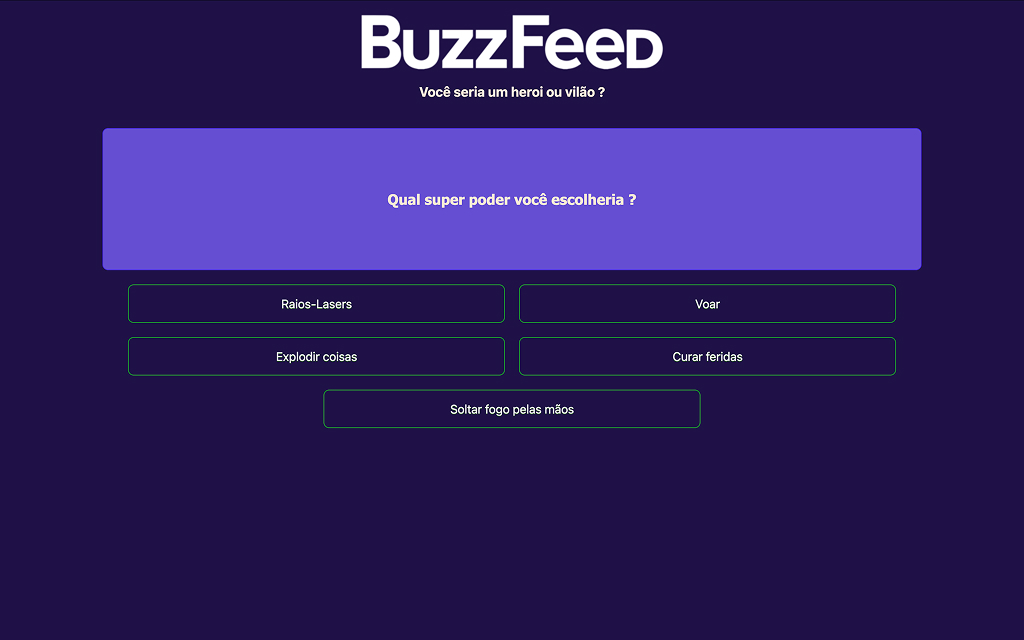 BuzzFeed
Você seria um heroi ou vilão ?
Qual super poder você escolheria ?
Raios-Lasers
Voar
Explodir coisas
Curar feridas
Soltar fogo pelas mãos